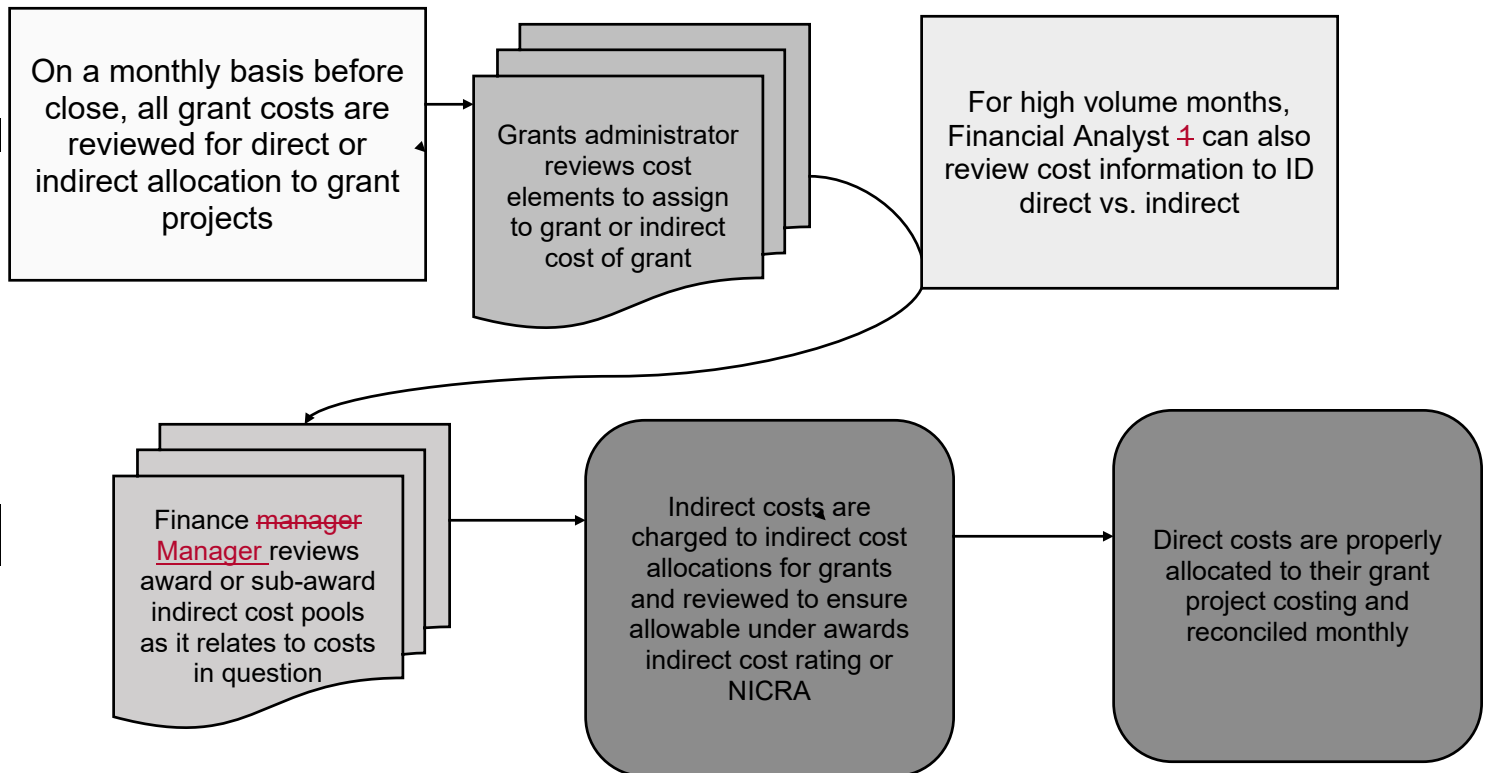 On a monthly basis before
close, all grant costs are
reviewed for direct or
indirect allocation to grant
projects
Grants administrator
reviews cost
elements to assign
to grant or indirect
cost of grant
For high volume months,
Financial Analyst 1 can also
review cost information to ID
direct vs. indirect
Finance manager
Manager reviews
award or sub-award
indirect cost pools
as it relates to costs
in question
Indirect costs are
charged to indirect cost
allocations for grants
and reviewed to ensure
allowable under awards
indirect cost rating or
NICRA
Direct costs are properly
allocated to their grant
project costing and
reconciled monthly